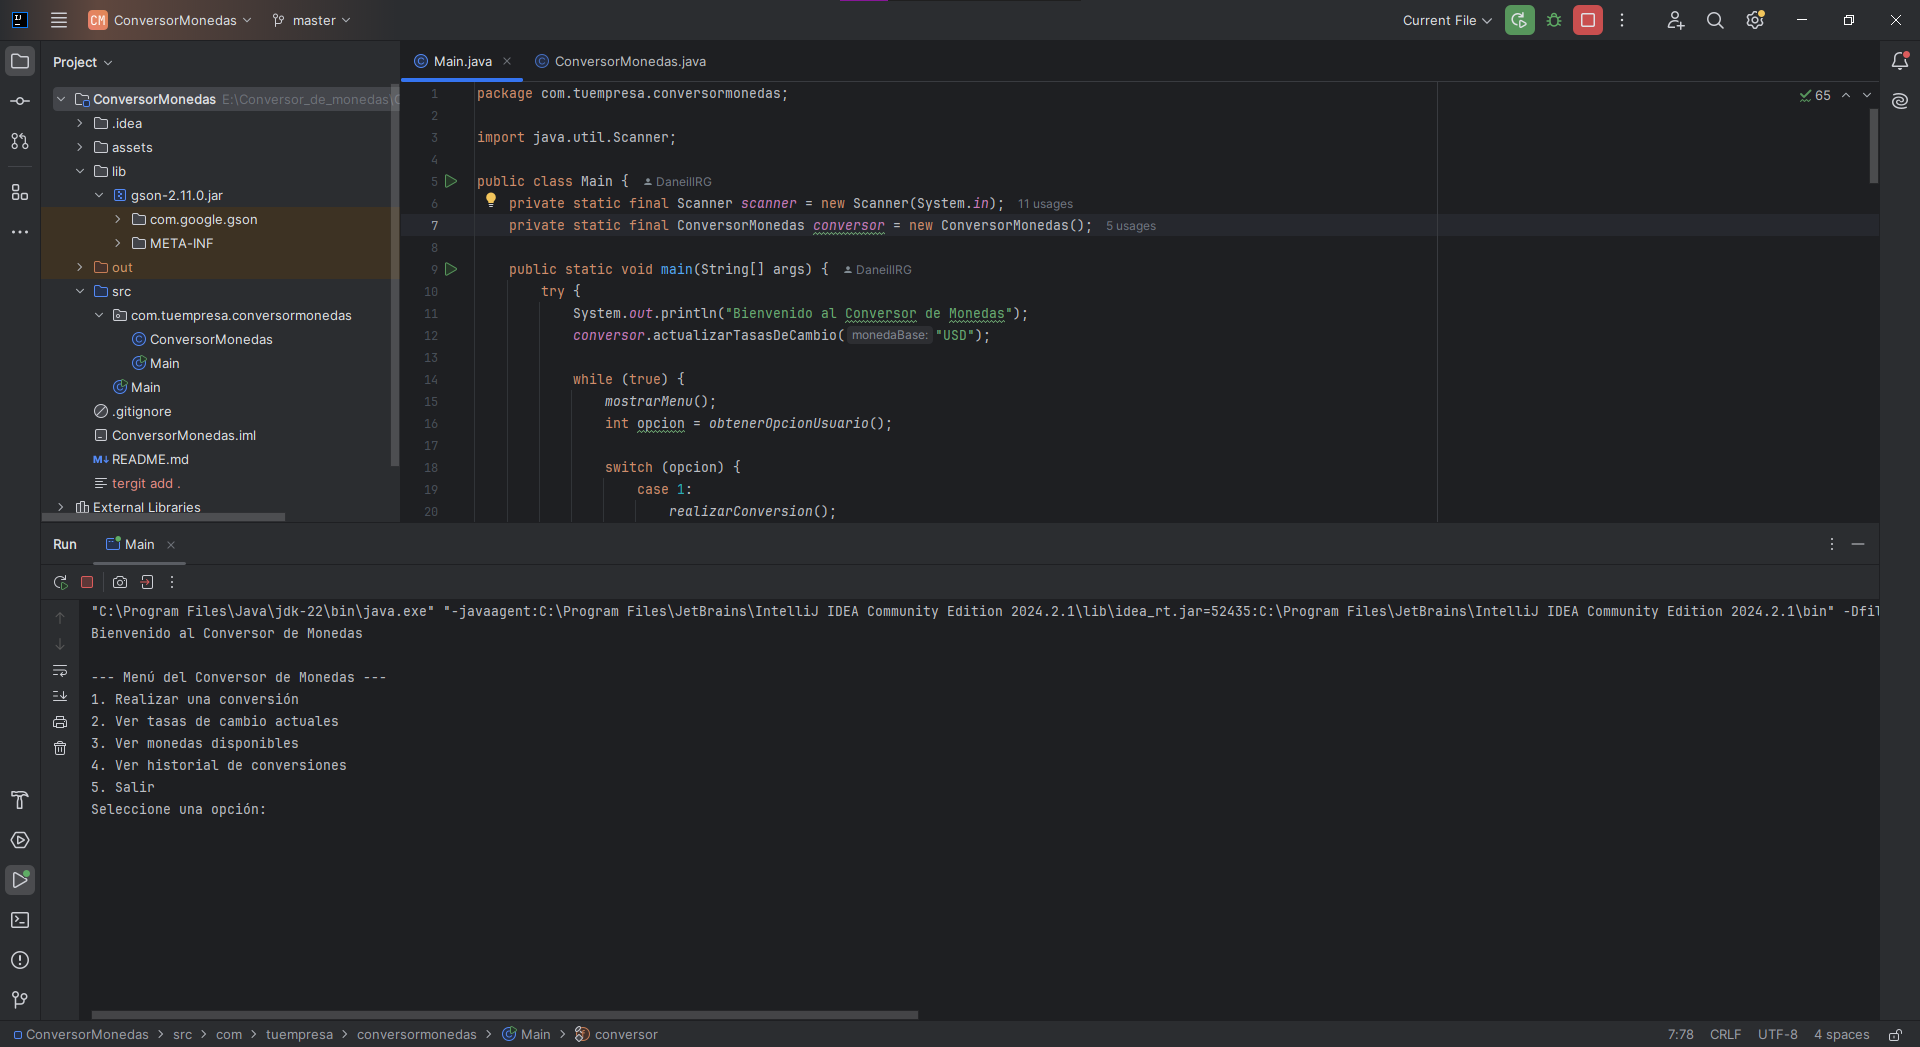 CM ConversorMonedas master Current File
Project
ConversorMonedas E:\Conversor_de_monedas\C
.idea
assets
lib
gson-2.11.0.jar
com.google.gson
META-INF
out
src
com.tuempresa.conversormonedas
ConversorMonedas
Main
Main
.gitignore
ConversorMonedas.iml
M↓ README.md
tergit add .
External Libraries
Main.java ConversorMonedas.java
65
1 package com.tuempresa.conversormonedas;
2
3 import java.util.Scanner;
4
5 public class Main { DaneilIRG
6 private static final Scanner scanner = new Scanner(System.in); 11 usages
7 private static final ConversorMonedas conversor = new ConversorMonedas(); 5 usages
8
9 public static void main(String[] args) { DaneilIRG
10 try {
11 System.out.println("Bienvenido al Conversor de Monedas");
12 conversor.actualizarTasasDeCambio( monedaBase: "USD");
13
14 while (true) {
15 mostrarMenu();
16 int opcion = obtenerOpcionUsuario();
17
18 switch (opcion) {
19 case 1:
20 realizarConversion();
Run Main
"C:\Program Files\Java\jdk-22\bin\java.exe" "-javaagent:C:\Program Files\JetBrains\IntelliJ IDEA Community Edition 2024.2.1\lib\idea_rt.jar=52435:C:\Program Files\JetBrains\IntelliJ IDEA Community Edition 2024.2.1\bin" -Dfil
Bienvenido al Conversor de Monedas
--- Menú del Conversor de Monedas ---
1. Realizar una conversión
2. Ver tasas de cambio actuales
3. Ver monedas disponibles
4. Ver historial de conversiones
5. Salir
Seleccione una opción:
ConversorMonedas > src > com > tuempresa > conversormonedas > Main > conversor 7:78 CRLF UTF-8 4 spaces